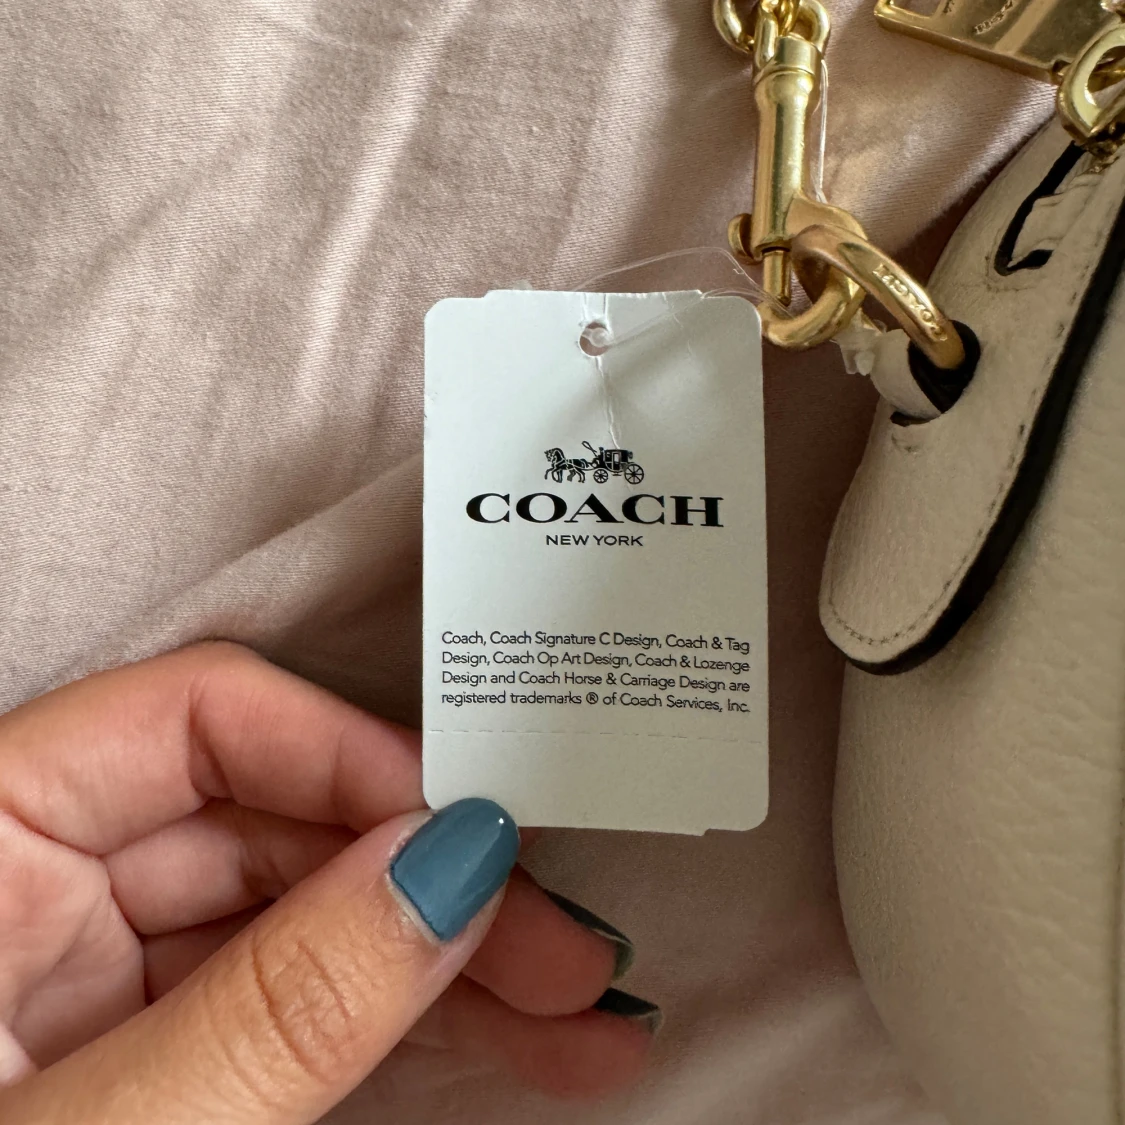 COACH
COACH
NEW YORK
Coach, Coach Signature C Design, Coach & Tag
Design, Coach Op Art Design, Coach & Lozenge
Design and Coach Horse & Carriage Design are
registered trademarks ® of Coach Services, Inc.